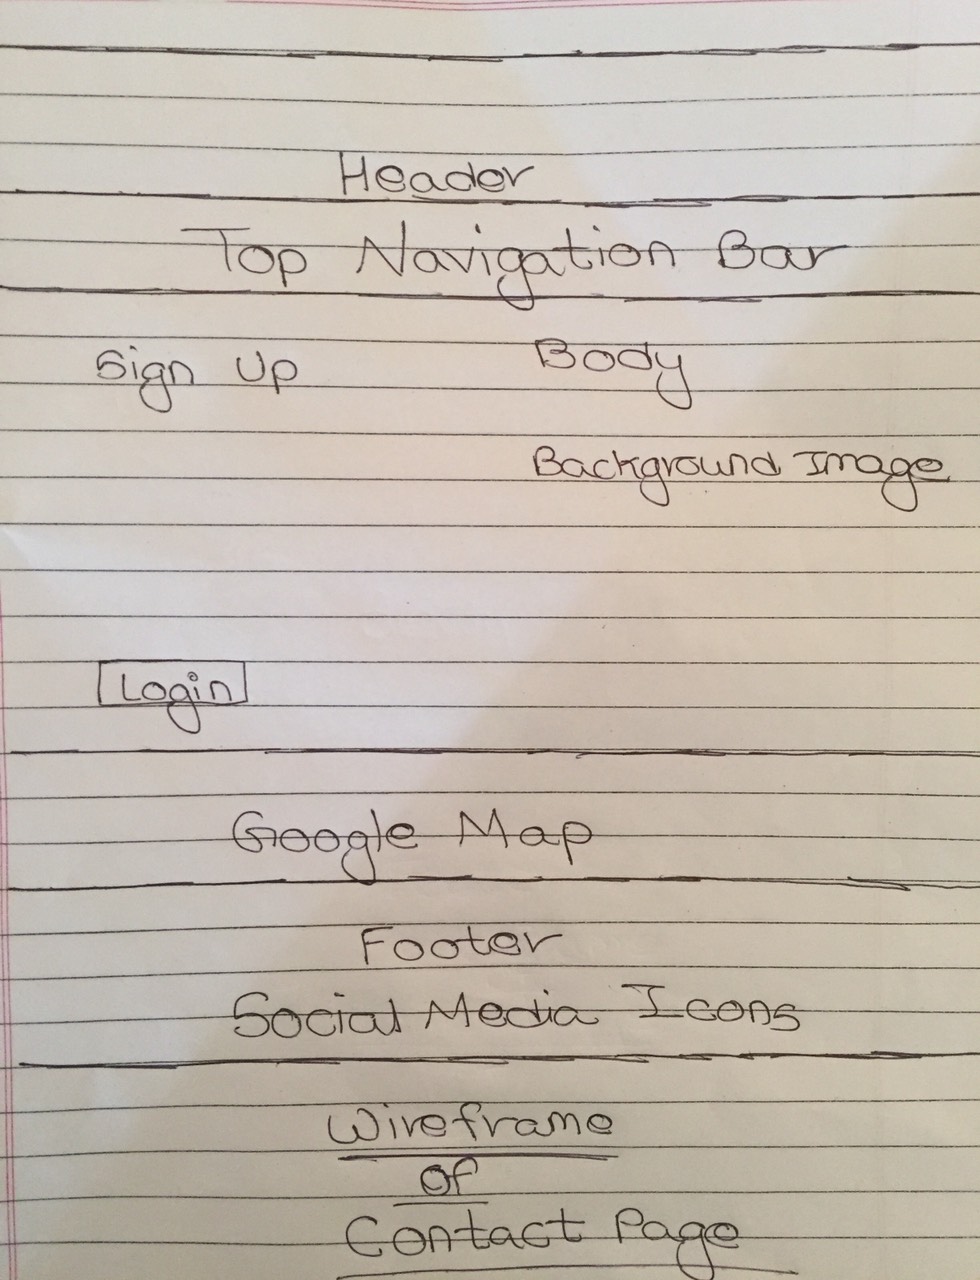 Header
Top Navigation Bar
Sign Up
Body
Background Image
Login
Google Map
Footer
Social Media Icons
Wireframe
of
Contact Page